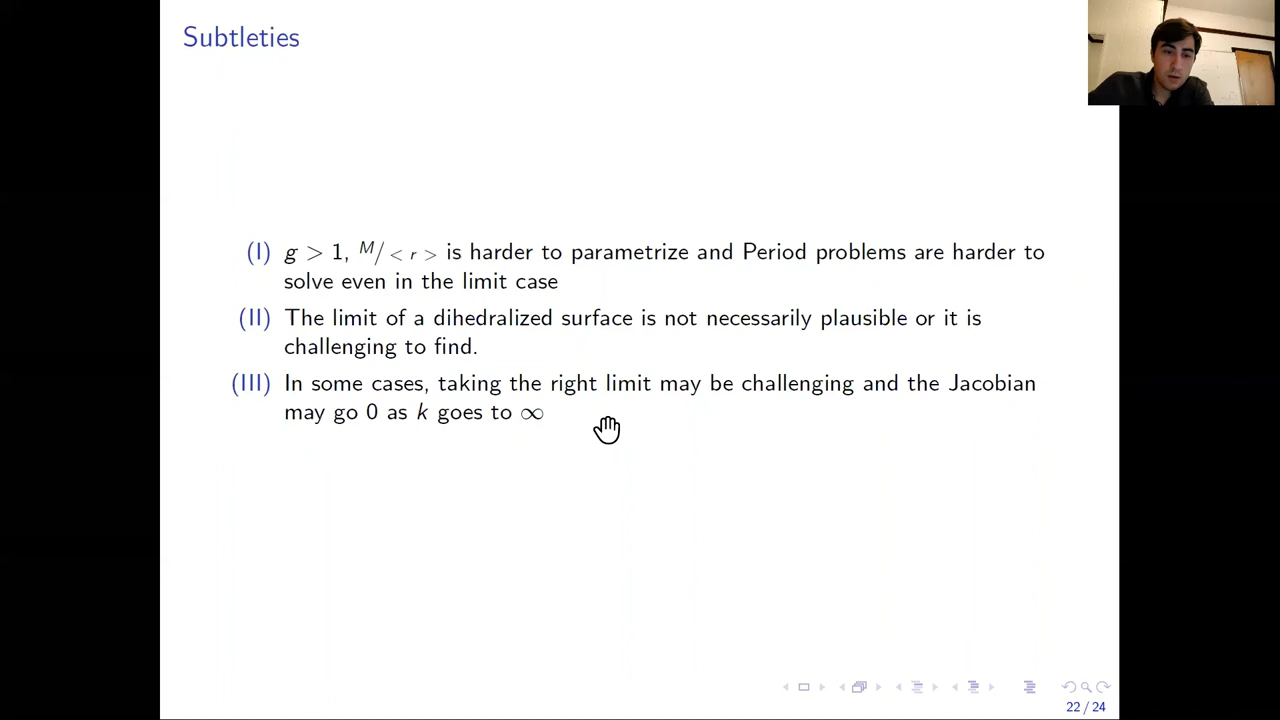 Subtleties
(I) g > 1, M/< r > is harder to parametrize and Period problems are harder to
solve even in the limit case
(II) The limit of a dihedralized surface is not necessarily plausible or it is
challenging to find.
(III) In some cases, taking the right limit may be challenging and the Jacobian
may go 0 as k goes to ∞
22 / 24